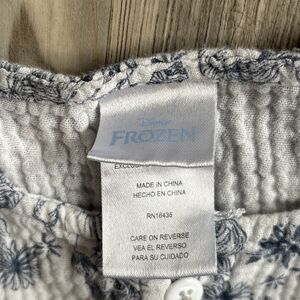 Disney
FROZEN
MADE IN CHINA
HECHO EN CHINA
RN16435
CARE ON REVERSE
VEA EL REVERSO
PARA SU CUIDADO